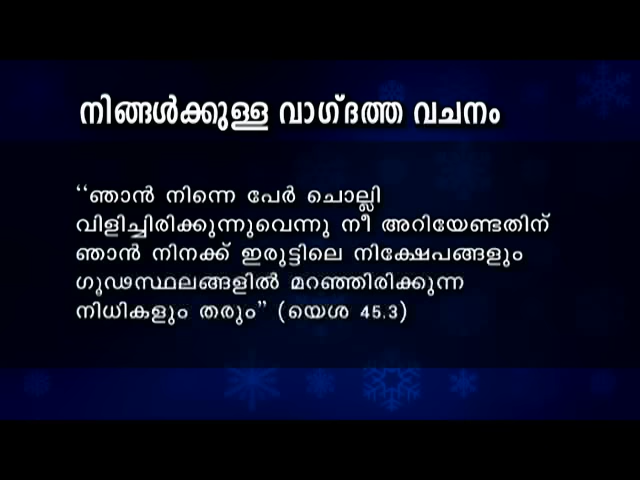 നിങ്ങൾക്കുള്ള വാഗ്ദത്ത വചനം
“ഞാൻ നിന്നെ പേർ ചൊല്ലി
വിളിച്ചിരിക്കുന്നുവെന്നു നീ അറിയേണ്ടതിന്
ഞാൻ നിനക്ക് ഇരുട്ടിലെ നിക്ഷേപങ്ങളും
ഗൂഢസ്ഥലങ്ങളിൽ മറഞ്ഞിരിക്കുന്ന
നിധികളും തരും” (യെശ 45.3)